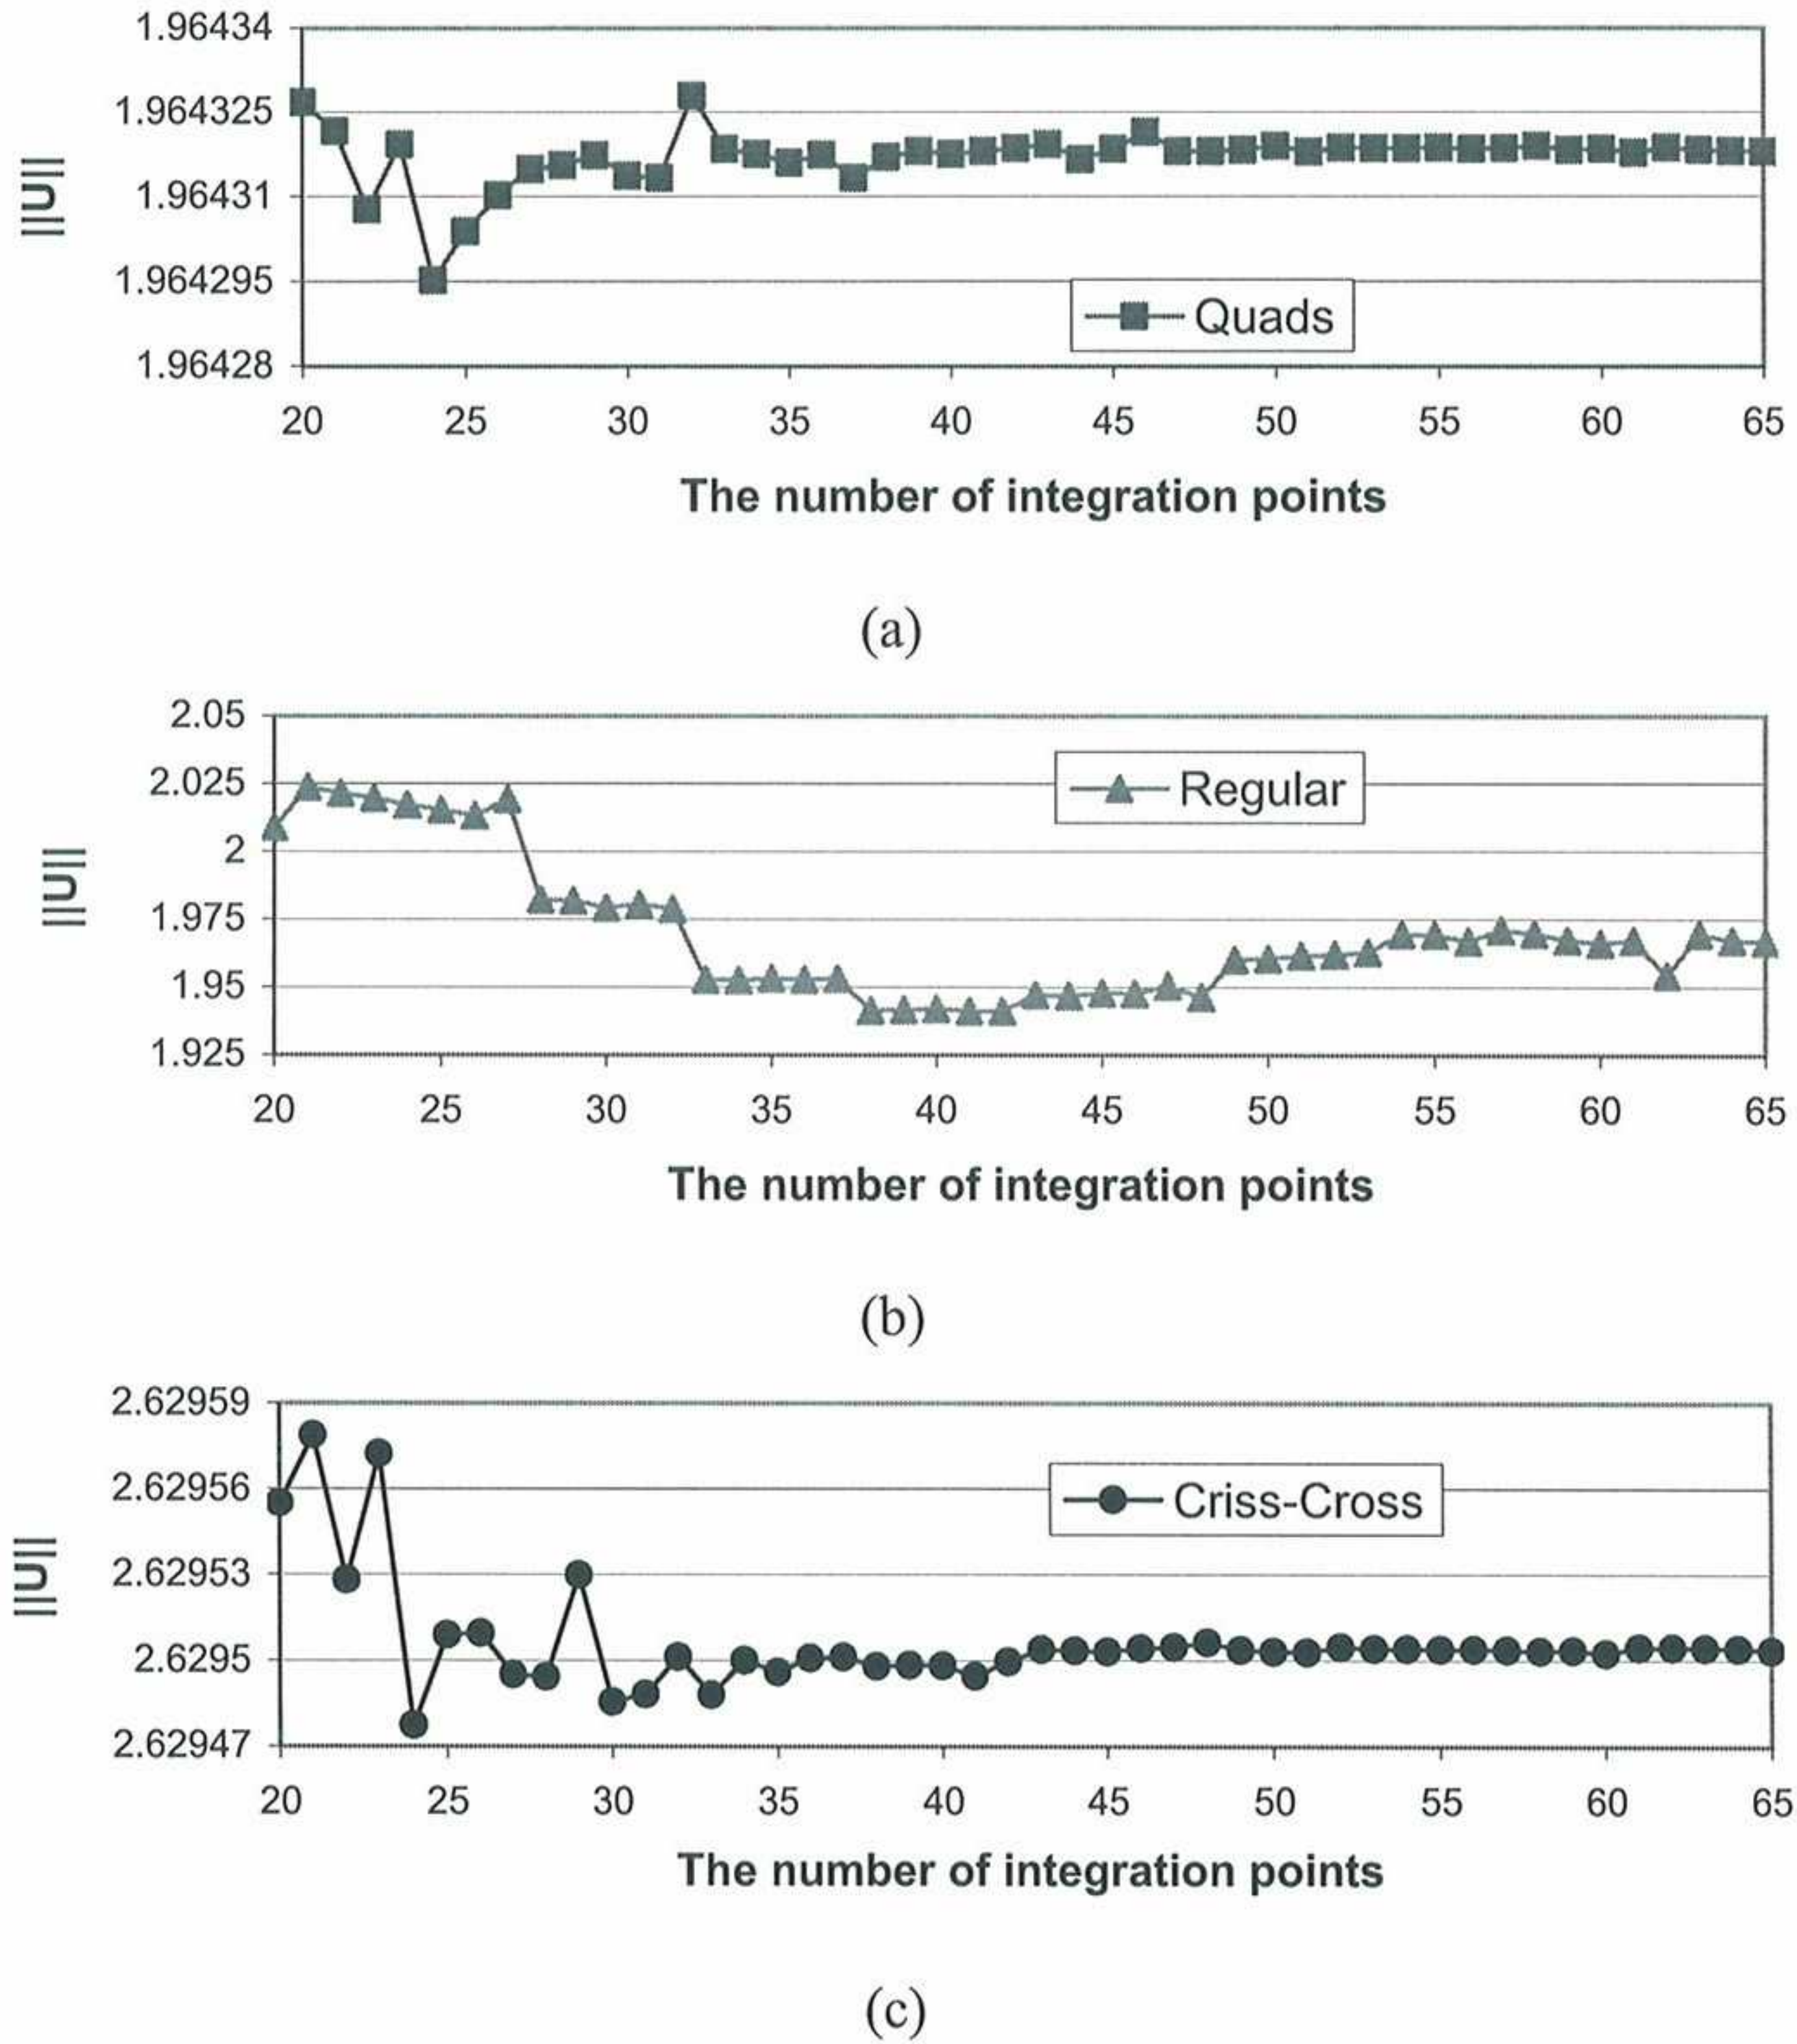 1.96434
1.964325
1.96431
1.964295
1.96428
||U||
Quads
20 25 30 35 40 45 50 55 60 65
The number of integration points
(a)
2.05
2.025
2
1.975
1.95
1.925
||U||
Regular
20 25 30 35 40 45 50 55 60 65
The number of integration points
(b)
2.62959
2.62956
2.62953
2.6295
2.62947
||U||
Criss-Cross
20 25 30 35 40 45 50 55 60 65
The number of integration points
(c)